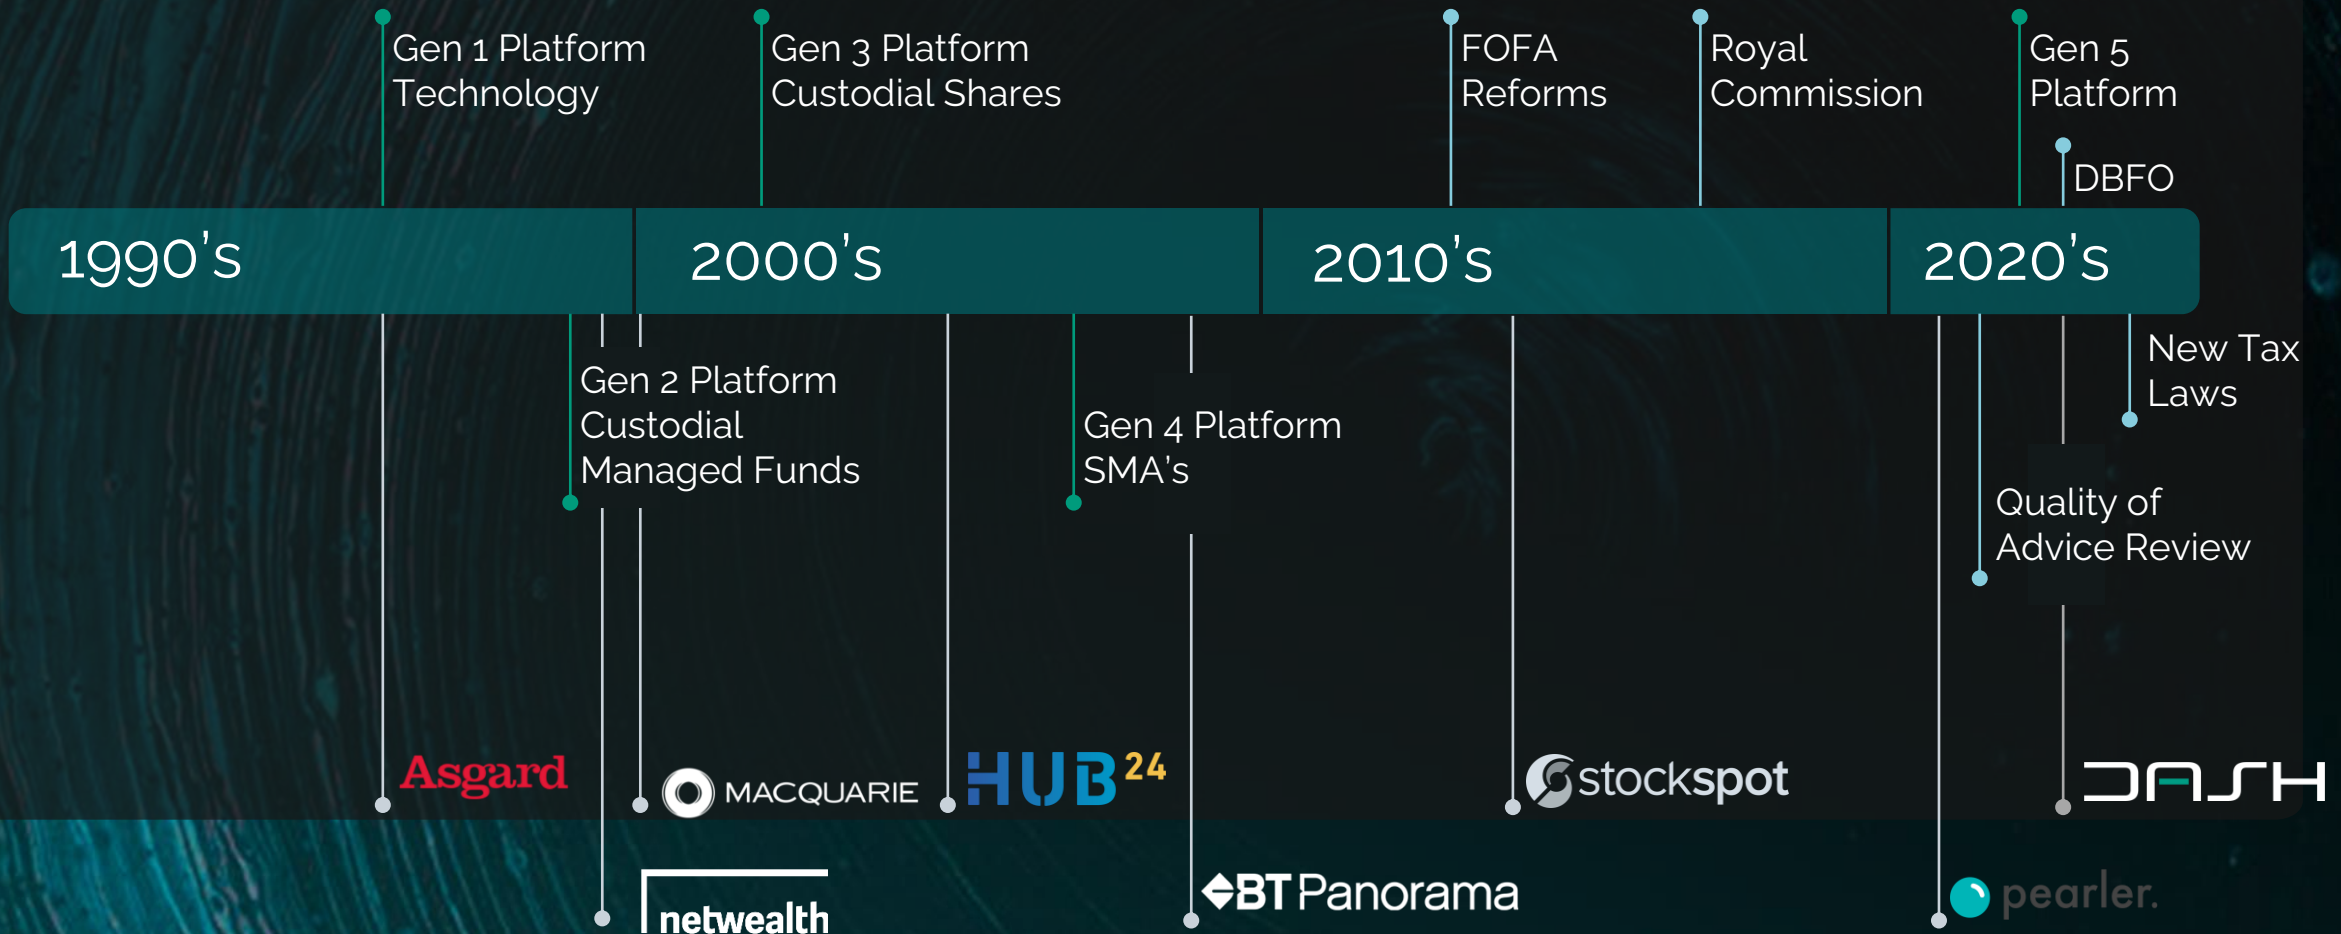 Gen 1 Platform
Technology
Gen 3 Platform
Custodial Shares
FOFA
Reforms
Royal
Commission
Gen 5
Platform
DBFO
1990's
2000's
2010's
2020's
Gen 2 Platform
Custodial
Managed Funds
Gen 4 Platform
SMA's
New Tax
Laws
Quality of
Advice Review
Asgard
MACQUARIE
HUB24
stockspot
DASH
netwealth
BT Panorama
pearler.